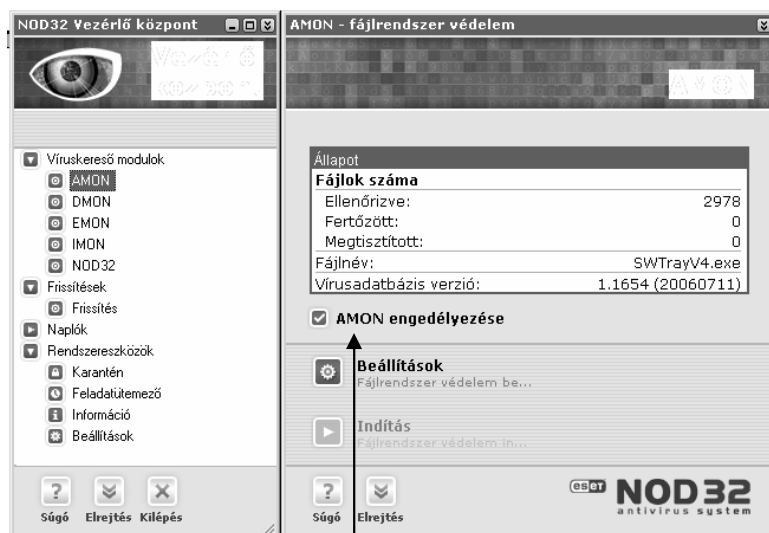 NOD32 Vezérlő központ
Víruskereső modulok
AMON
DMON
EMON
IMON
NOD32
Frissítések
Frissítés
Naplók
Rendszereszközök
Karantén
Feladatütemező
Információ
Beállítások
Súgó Elrejtés Kilépés
AMON - fájlrendszer védelem
Állapot
Fájlok száma
Ellenőrizve: 2978
Fertőzött: 0
Megtisztított: 0
Fájlnév: SWTrayV4.exe
Vírusadatbázis verzió: 1.1654 (20060711)
AMON engedélyezése
Beállítások
Fájlrendszer védelem be...
Indítás
Fájlrendszer védelem in...
Súgó Elrejtés
eset NOD32
antivirus system